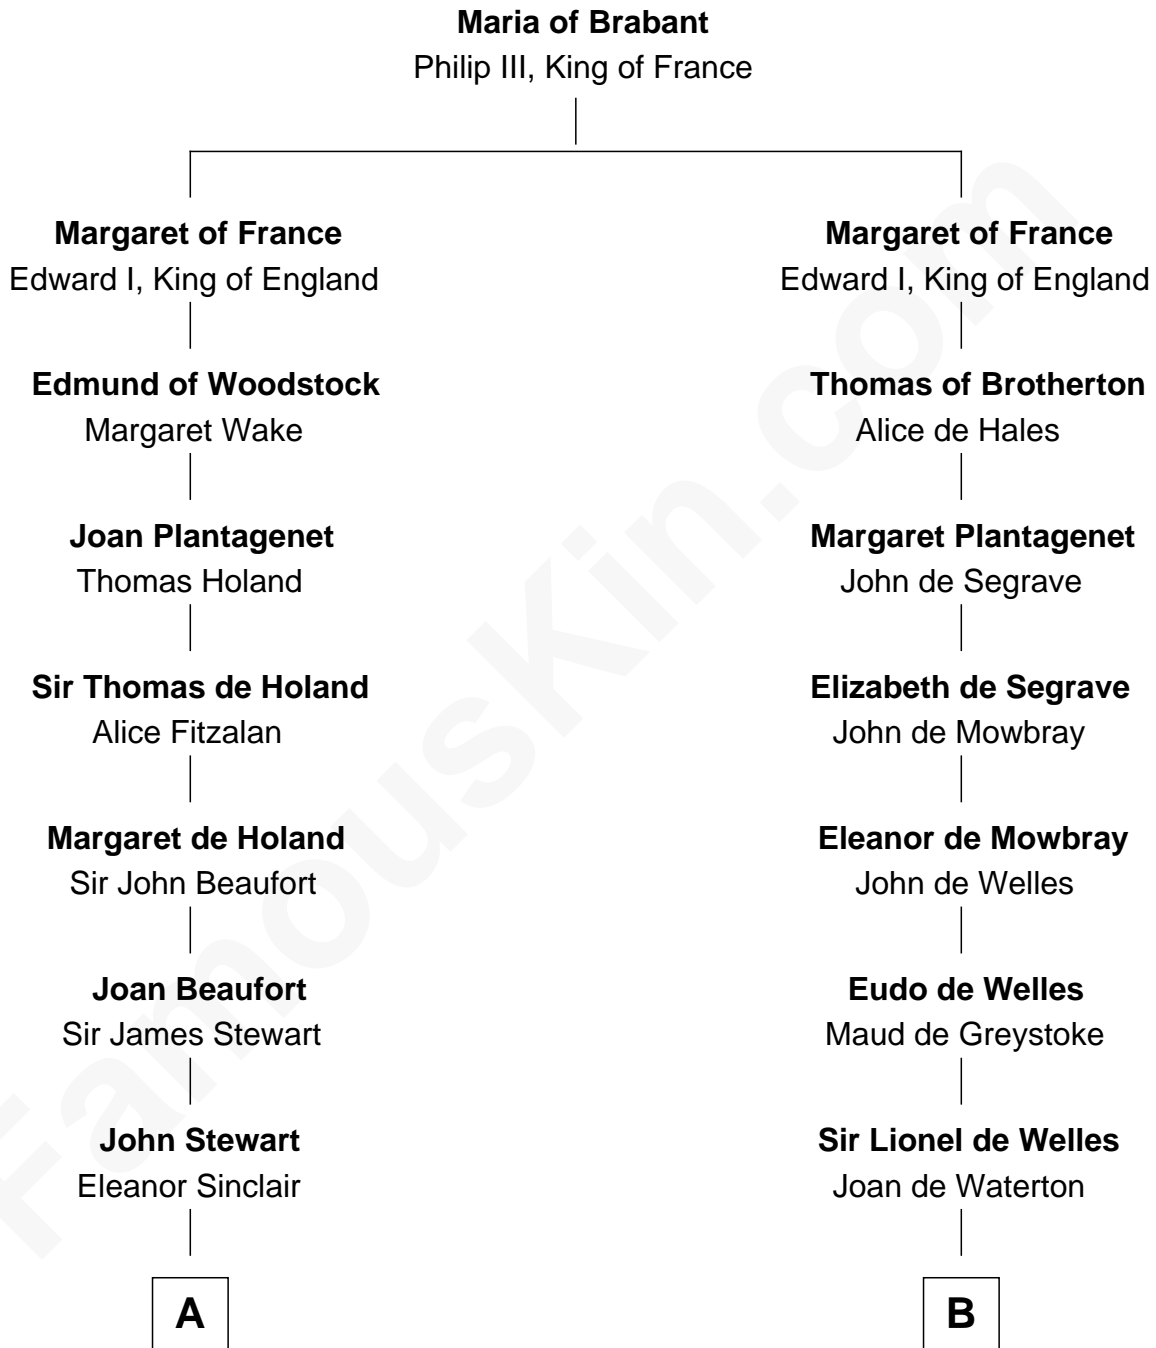 Maria of Brabant
Philip III, King of France
Margaret of France
Edward I, King of England
Edmund of Woodstock
Margaret Wake
Joan Plantagenet
Thomas Holand
Sir Thomas de Holand
Alice Fitzalan
Margaret de Holand
Sir John Beaufort
Joan Beaufort
Sir James Stewart
John Stewart
Eleanor Sinclair
A
Margaret of France
Edward I, King of England
Thomas of Brotherton
Alice de Hales
Margaret Plantagenet
John de Segrave
Elizabeth de Segrave
John de Mowbray
Eleanor de Mowbray
John de Welles
Eudo de Welles
Maud de Greystoke
Sir Lionel de Welles
Joan de Waterton
B
FamousKin.com